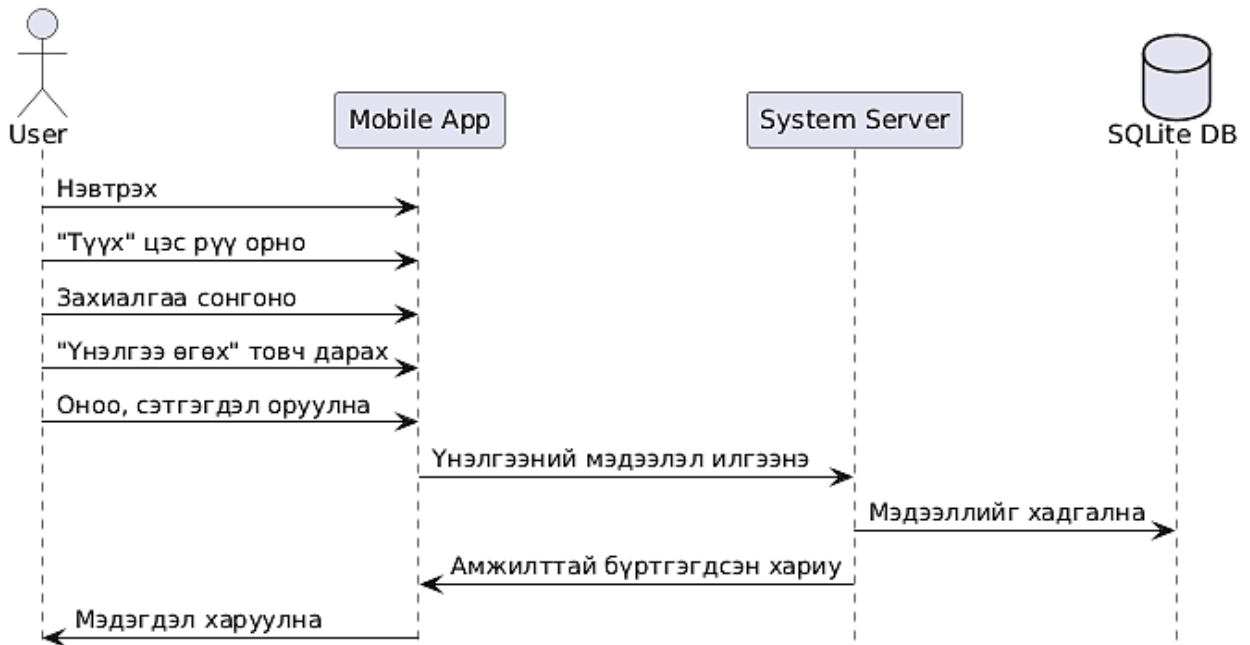 User
Mobile App
System Server
SQLite DB
Нэвтрэх
"Түүх" цэс рүү орно
Захиалгаа сонгоно
"Үнэлгээ өгөх" товч дарах
Оноо, сэтгэгдэл оруулна
Үнэлгээний мэдээлэл илгээнэ
Мэдээллийг хадгална
Амжилттай бүртгэгдсэн хариу
Мэдэгдэл харуулна